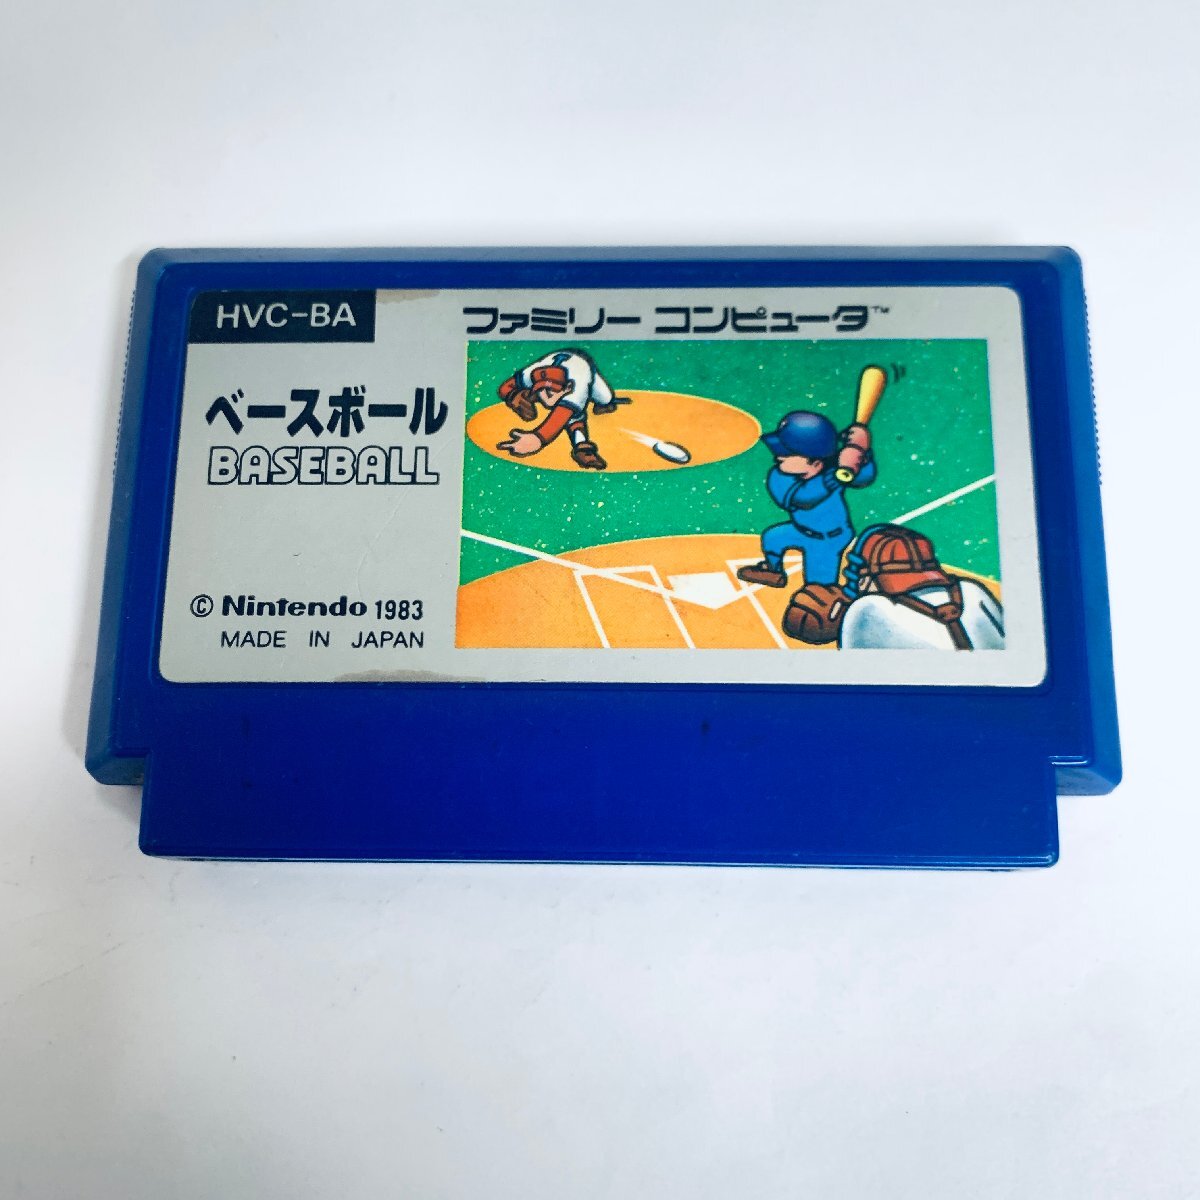 HVC-BA
ファミリー コンピュータ™
ベースボール
BASEBALL
© Nintendo 1983
MADE IN JAPAN